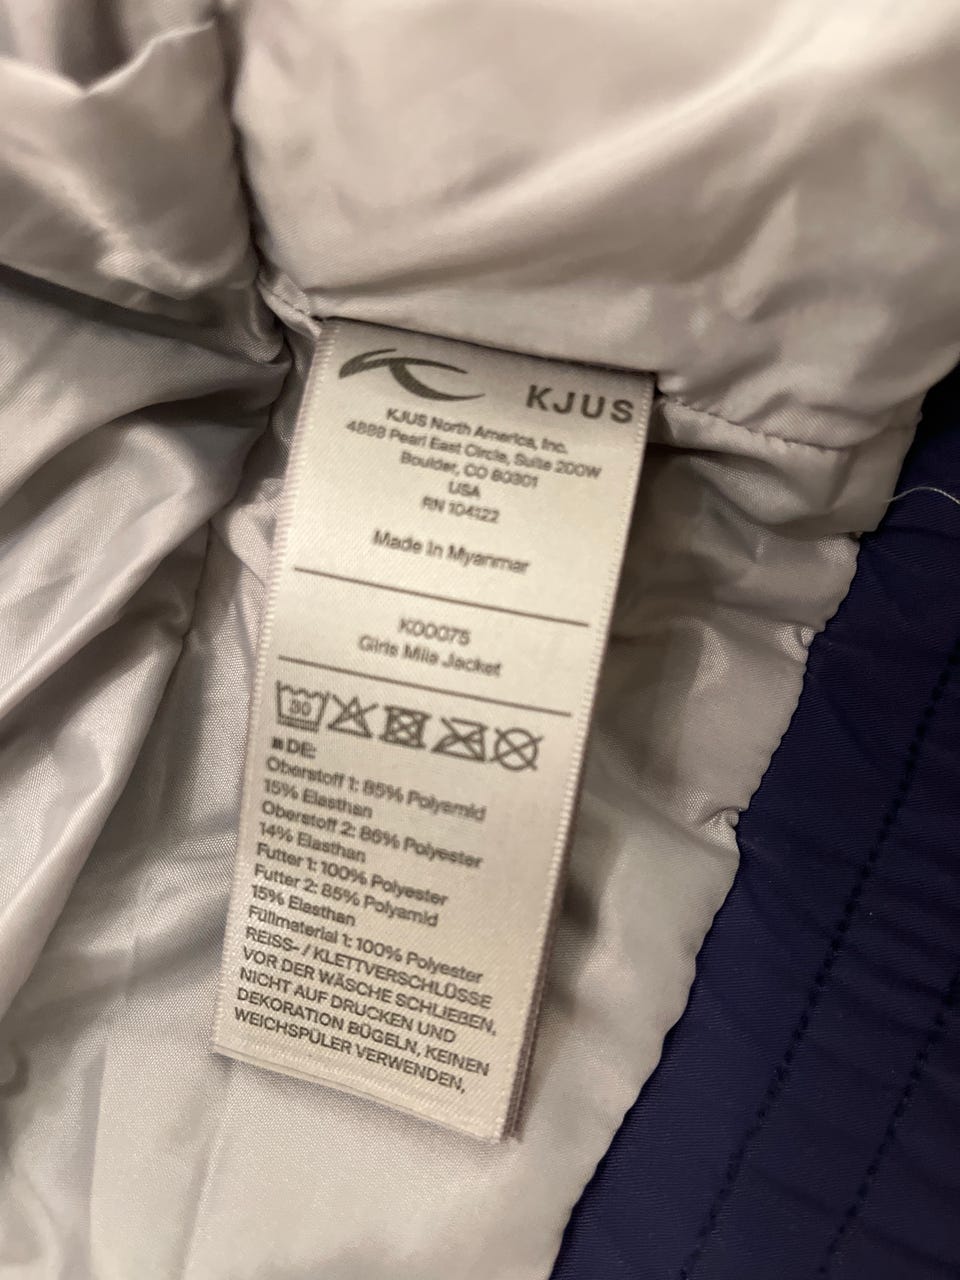 KJUS
KJUS North America, Inc.
4888 Pearl East Circle, Suite 200W
Boulder, CO 80301
USA
RN 104122
Made in Myanmar
K00075
Girls Mila Jacket
30
DE:
Oberstoff 1: 85% Polyamid
15% Elasthan
Oberstoff 2: 86% Polyester
14% Elasthan
Futter 1: 100% Polyester
Futter 2: 85% Polyamid
15% Elasthan
Füllmaterial 1: 100% Polyester
REISS- / KLETTVERSCHLÜSSE
VOR DER WÄSCHE SCHLIEßEN,
NICHT AUF DRUCKEN UND
DEKORATION BÜGELN, KEINEN
WEICHSPÜLER VERWENDEN,